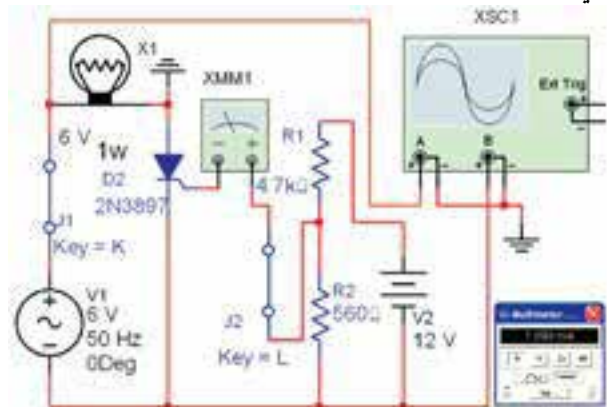 XSC1
X1
XMM1
Ext Trig
A
B
6 V
1w
R1
4.7kΩ
D2
2N3897
J1
Key = K
V1
6 V
50 Hz
0Deg
J2
Key = L
R2
560Ω
V2
12 V